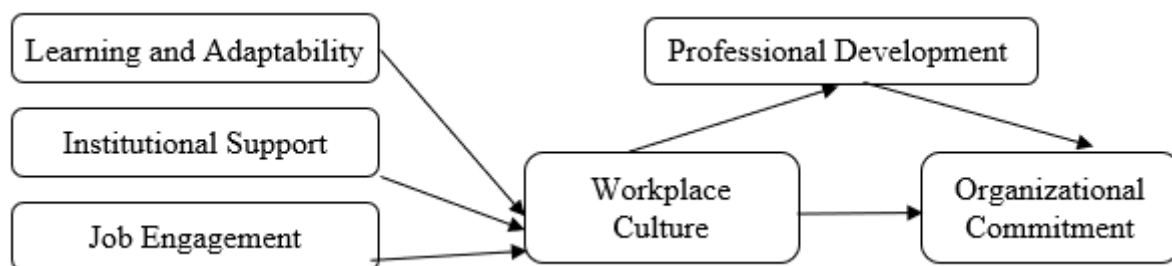 Learning and Adaptability
Professional Development
Institutional Support
Workplace
Culture
Organizational
Commitment
Job Engagement